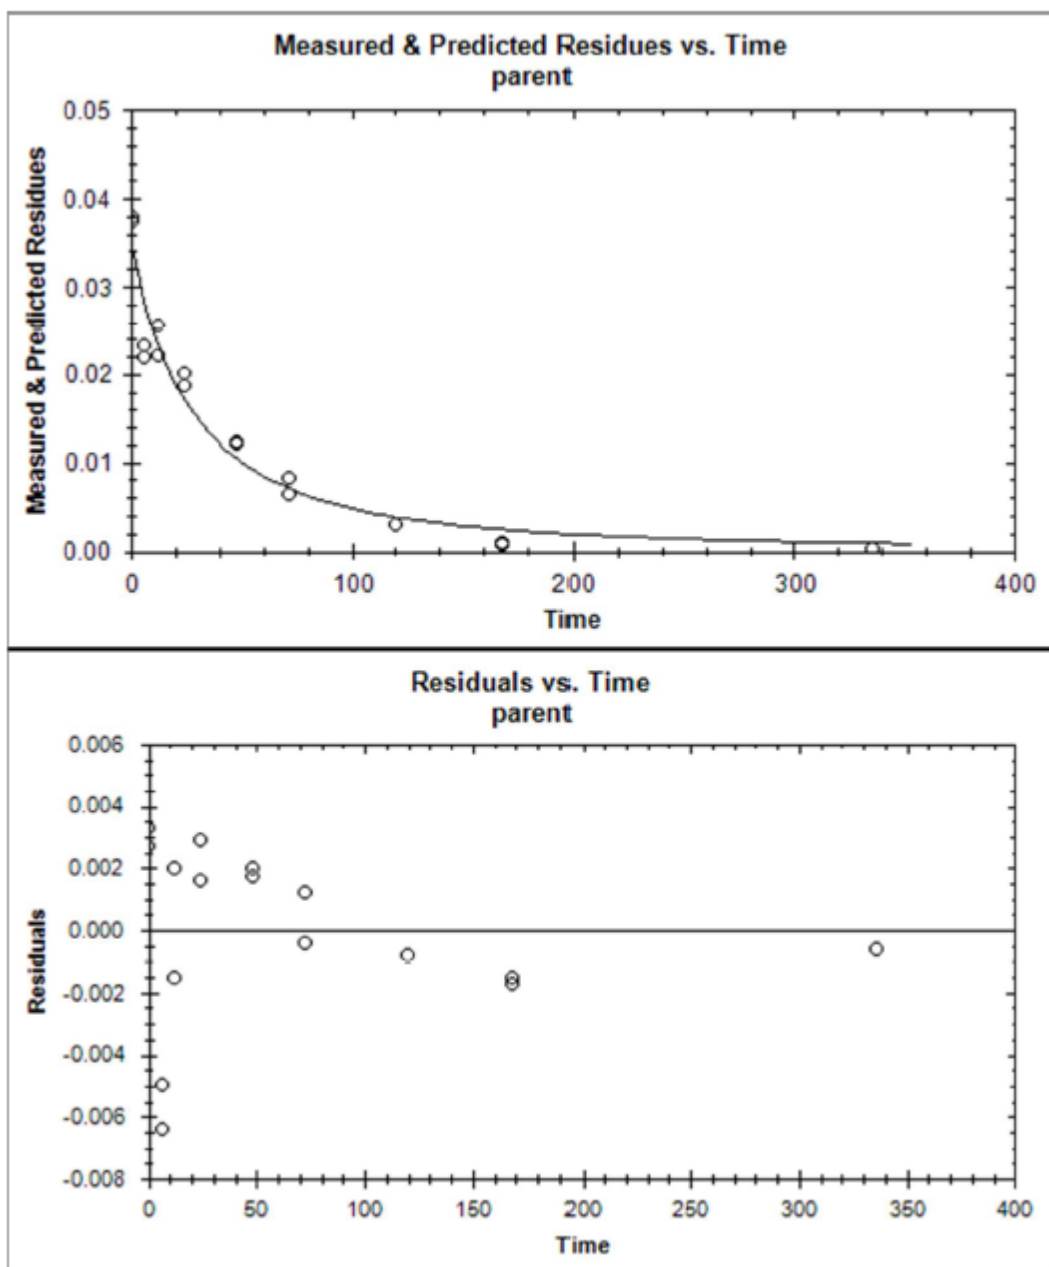 Measured & Predicted Residues vs. Time
parent
Measured & Predicted Residues
0.05
0.04
0.03
0.02
0.01
0.00
0 100 200 300 400
Time
Residuals vs. Time
parent
Residuals
0.006
0.004
0.002
0.000
-0.002
-0.004
-0.006
-0.008
0 50 100 150 200 250 300 350 400
Time